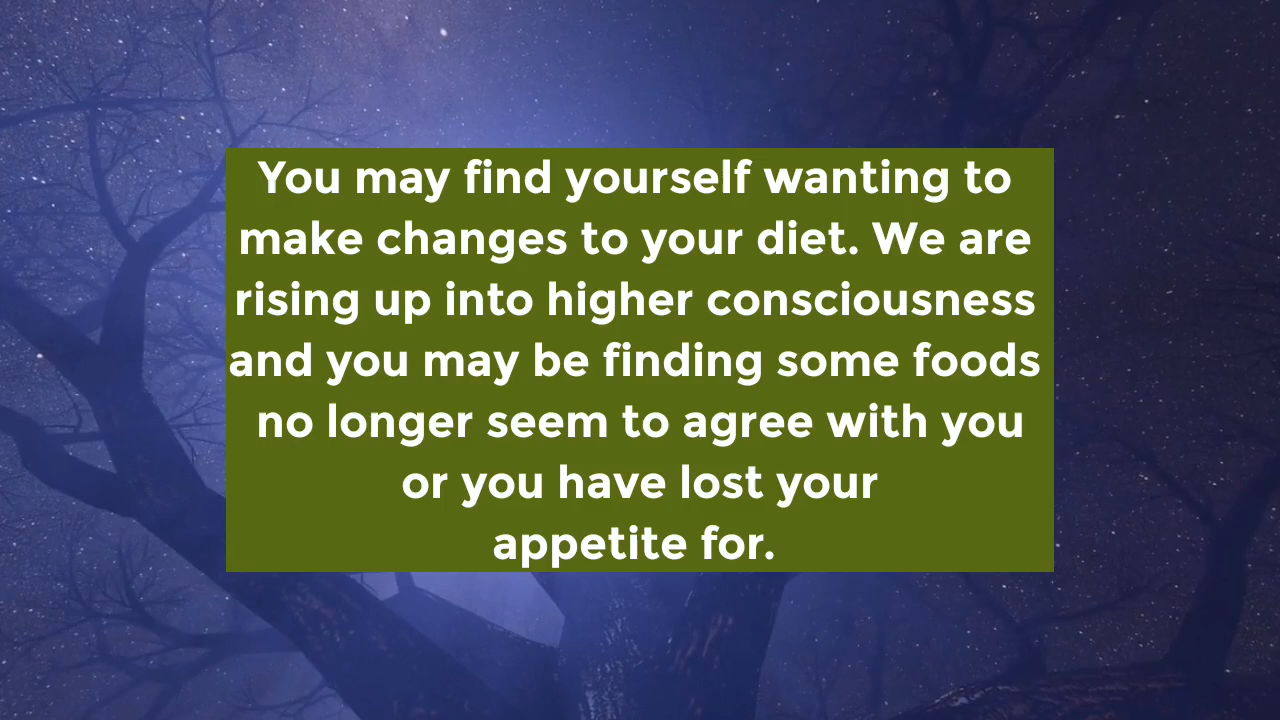 You may find yourself wanting to
make changes to your diet. We are
rising up into higher consciousness
and you may be finding some foods
no longer seem to agree with you
or you have lost your
appetite for.